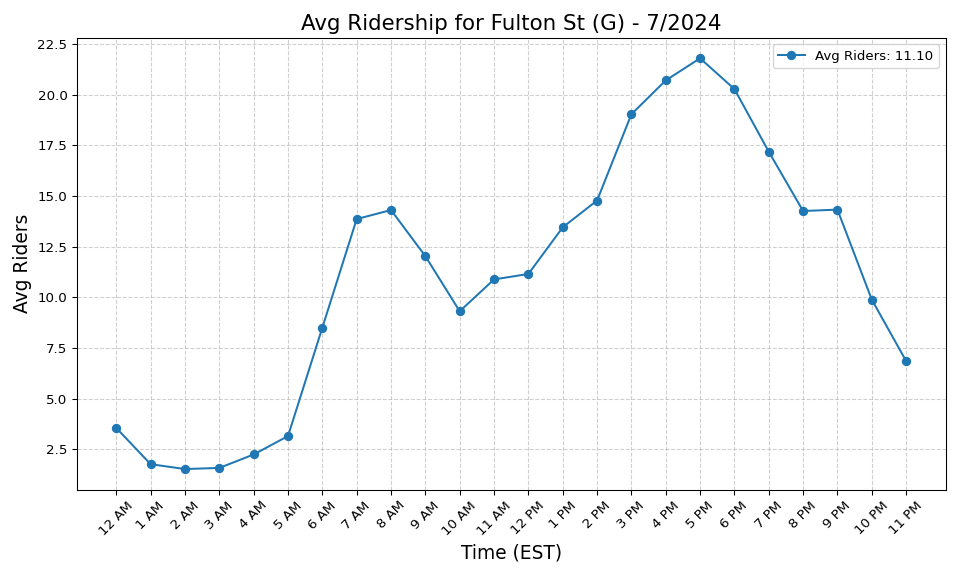 Avg Ridership for Fulton St (G) - 7/2024
Avg Riders: 11.10
Avg Riders
22.5
20.0
17.5
15.0
12.5
10.0
7.5
5.0
2.5
12 AM 1 AM 2 AM 3 AM 4 AM 5 AM 6 AM 7 AM 8 AM 9 AM 10 AM 11 AM 12 PM 1 PM 2 PM 3 PM 4 PM 5 PM 6 PM 7 PM 8 PM 9 PM 10 PM 11 PM
Time (EST)